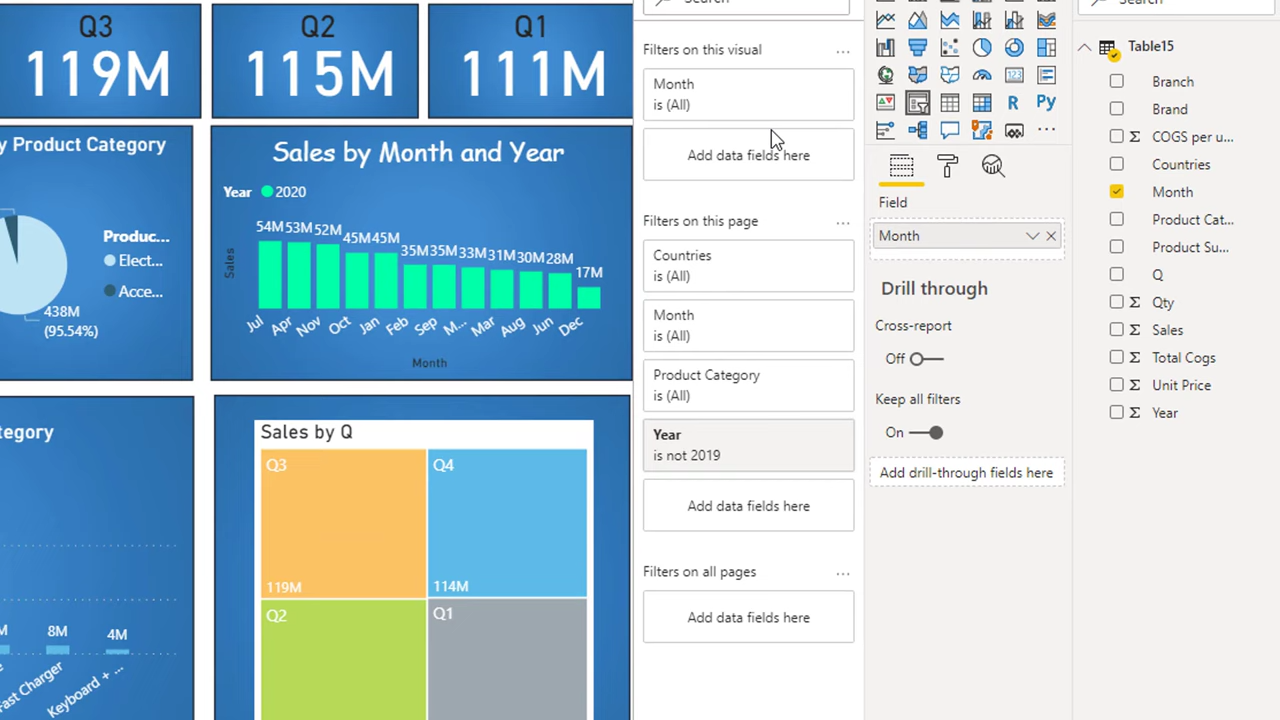 Q3
119M
Q2
115M
Q1
111M
y Product Category
Produc...
Elect...
Acce...
438M
(95.54%)
Sales by Month and Year
Year 2020
Sales
54M 53M 52M 45M 45M 35M 35M 33M 31M 30M 28M 17M
Jul Apr Nov Oct Jan Feb Sep M... Mar Aug Jun Dec
Month
tegory
M 8M 4M
Fast Charger
Keyboard + ...
Sales by Q
Q3
119M
Q4
114M
Q2
Q1
Search
Filters on this visual ...
Month
is (All)
Add data fields here
Filters on this page ...
Countries
is (All)
Month
is (All)
Product Category
is (All)
Year
is not 2019
Add data fields here
Filters on all pages ...
Add data fields here
123
R Py
...
Field
Month
Drill through
Cross-report
Off
Keep all filters
On
Add drill-through fields here
Search
Table15
Branch
Brand
Σ COGS per u...
Countries
Month
Product Cat...
Product Su...
Q
Σ Qty
Σ Sales
Σ Total Cogs
Σ Unit Price
Σ Year